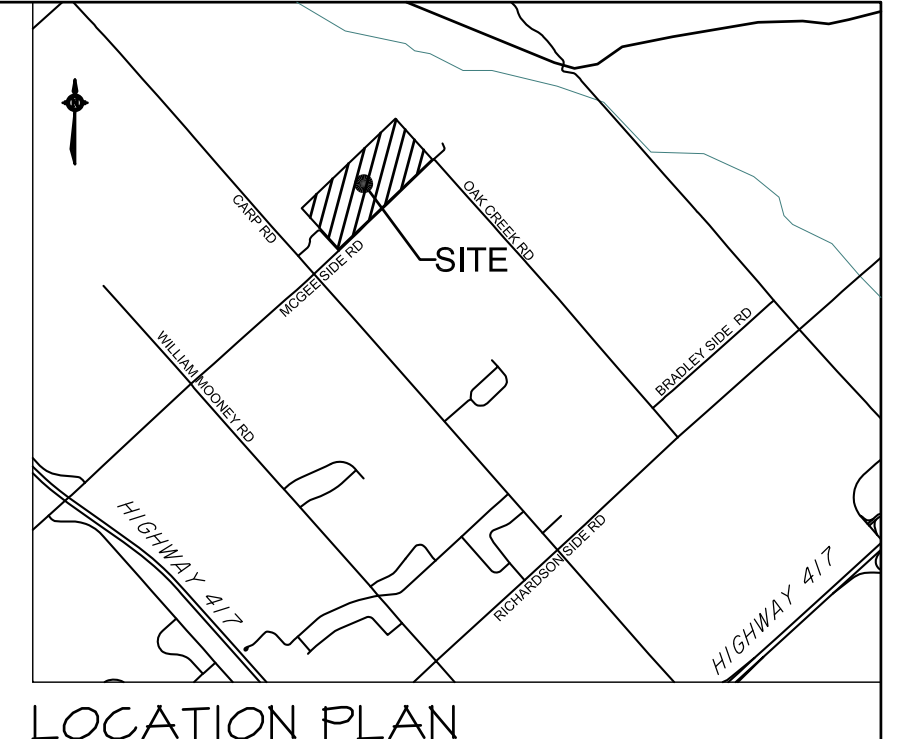 CARP RD
OAK CREEK RD
SITE
MCGEE SIDE RD
BRADLEY SIDE RD
WILLIAM MOONEY RD
HIGHWAY 417
RICHARDSON SIDE RD
HIGHWAY 417
LOCATION PLAN